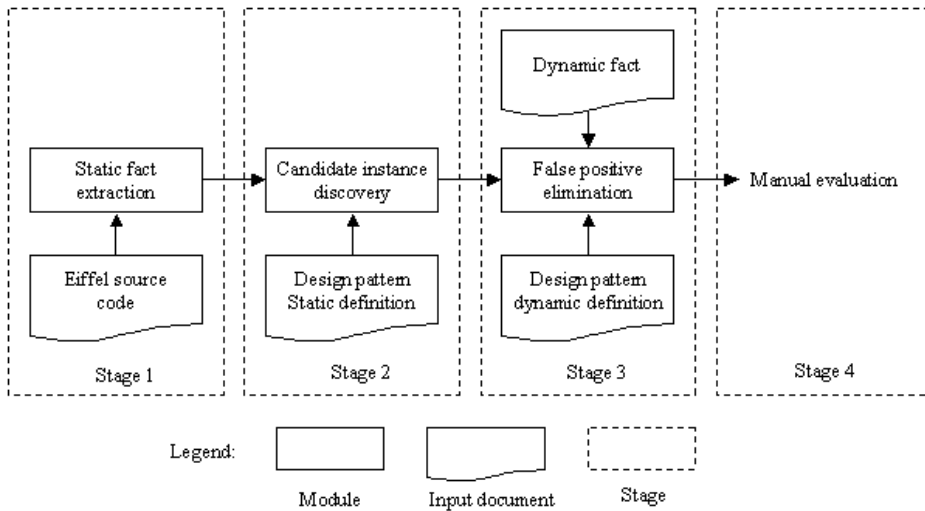 Dynamic fact
Static fact
extraction
Candidate instance
discovery
False positive
elimination
Manual evaluation
Eiffel source
code
Design pattern
Static definition
Design pattern
dynamic definition
Stage 1
Stage 2
Stage 3
Stage 4
Legend:
Module
Input document
Stage